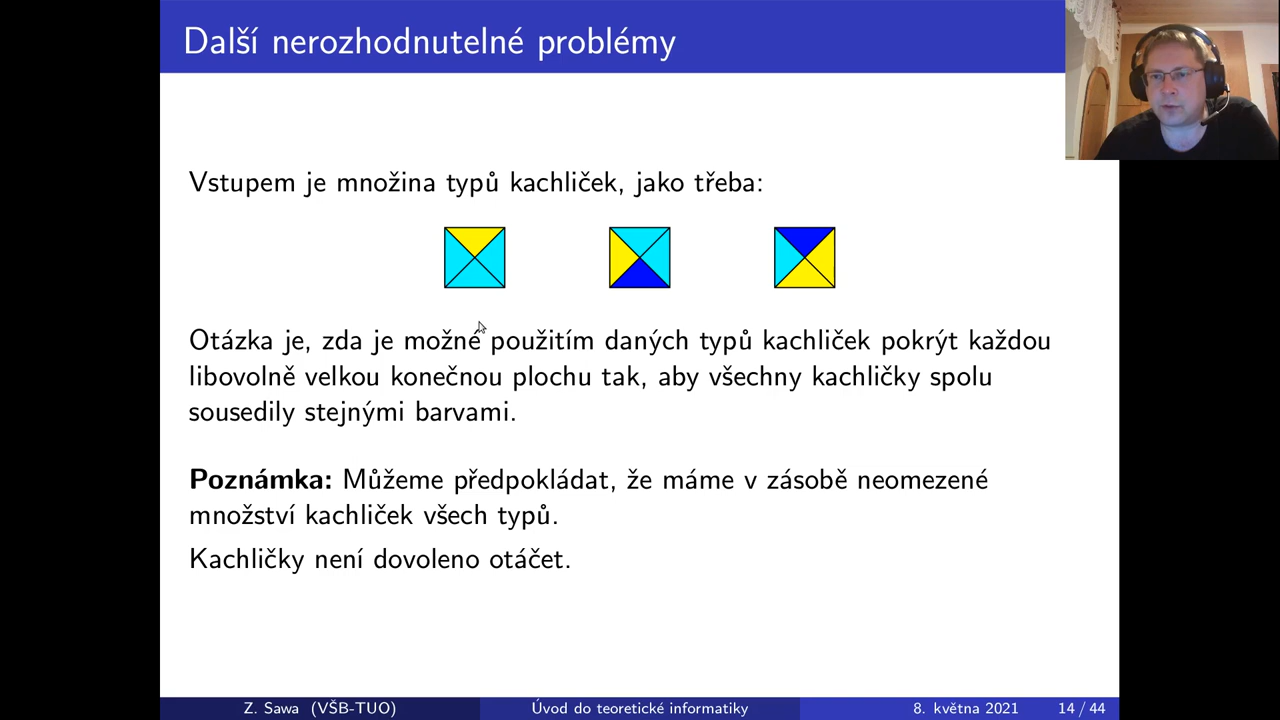 Další nerozhodnutelné problémy
Vstupem je množina typů kachliček, jako třeba:
Otázka je, zda je možné použitím daných typů kachliček pokrýt každou
libovolně velkou konečnou plochu tak, aby všechny kachličky spolu
sousedily stejnými barvami.
Poznámka: Můžeme předpokládat, že máme v zásobě neomezené
množství kachliček všech typů.
Kachličky není dovoleno otáčet.
Z. Sawa (VŠB-TUO) Úvod do teoretické informatiky 8. května 2021 14 / 44